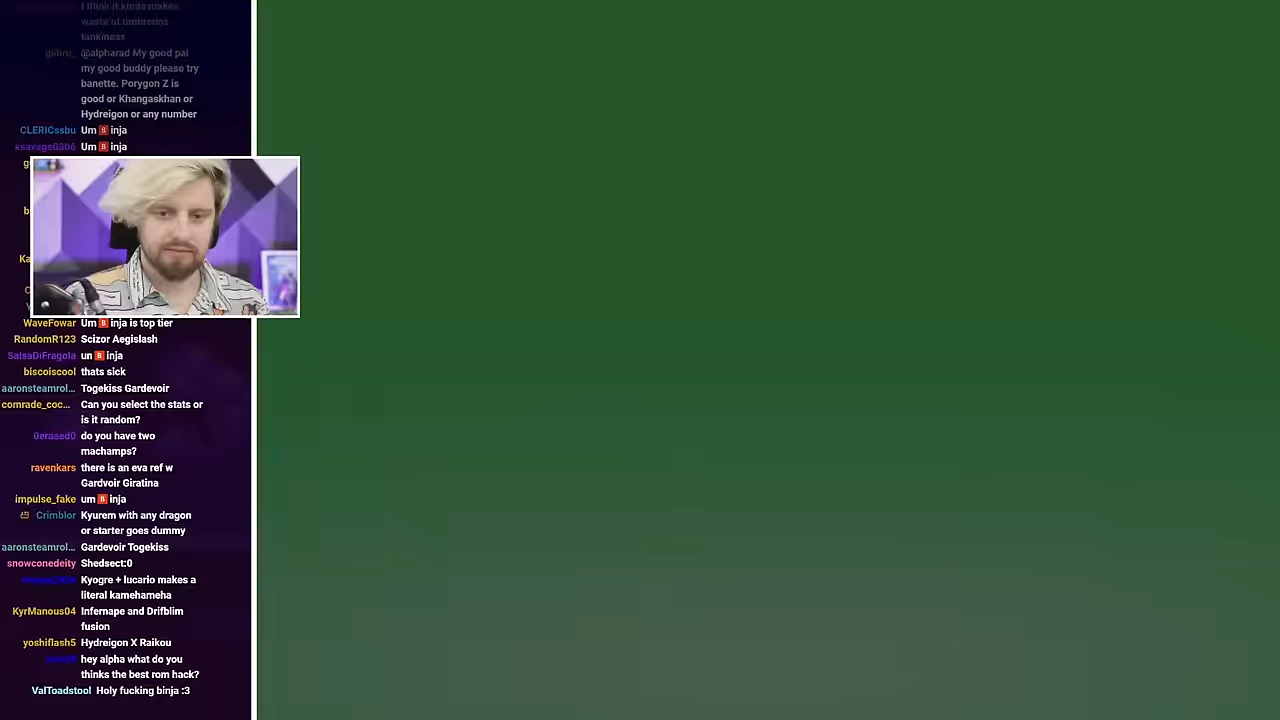 I think it kinda makes
waste of umbreons
tankiness
@alpharad My good pal
my good buddy please try
banette. Porygon Z is
good or Khangaskhan or
Hydreigon or any number
CLERICssbu Um🅱inja
ksavage0306 Um🅱inja
g
b
Ka
WaveFowar Um🅱inja is top tier
RandomR123 Scizor Aegislash
SalsaDiFragola un🅱inja
biscoiscool thats sick
aaronsteamrol... Togekiss Gardevoir
comrade_coc... Can you select the stats or
is it random?
0erased0 do you have two
machamps?
ravenkars there is an eva ref w
Gardvoir Giratina
impulse_fake um🅱inja
Crimblor Kyurem with any dragon
or starter goes dummy
aaronsteamrol... Gardevoir Togekiss
snowconedeity Shedsect:0
Kyogre + lucario makes a
literal kamehameha
KyrManous04 Infernape and Drifblim
fusion
yoshiflash5 Hydreigon X Raikou
hey alpha what do you
thinks the best rom hack?
ValToadstool Holy fucking binja :3